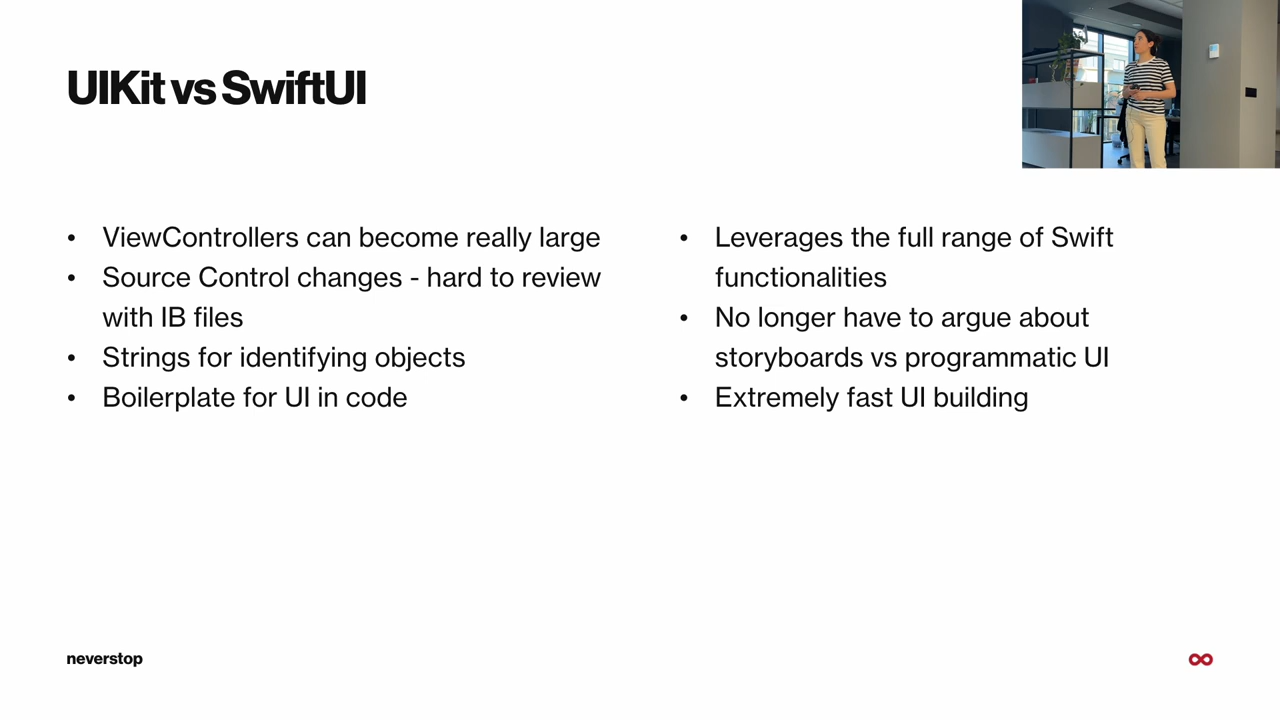 UIKit vs SwiftUI
• ViewControllers can become really large
• Source Control changes - hard to review
with IB files
• Strings for identifying objects
• Boilerplate for UI in code
• Leverages the full range of Swift
functionalities
• No longer have to argue about
storyboards vs programmatic UI
• Extremely fast UI building
neverstop